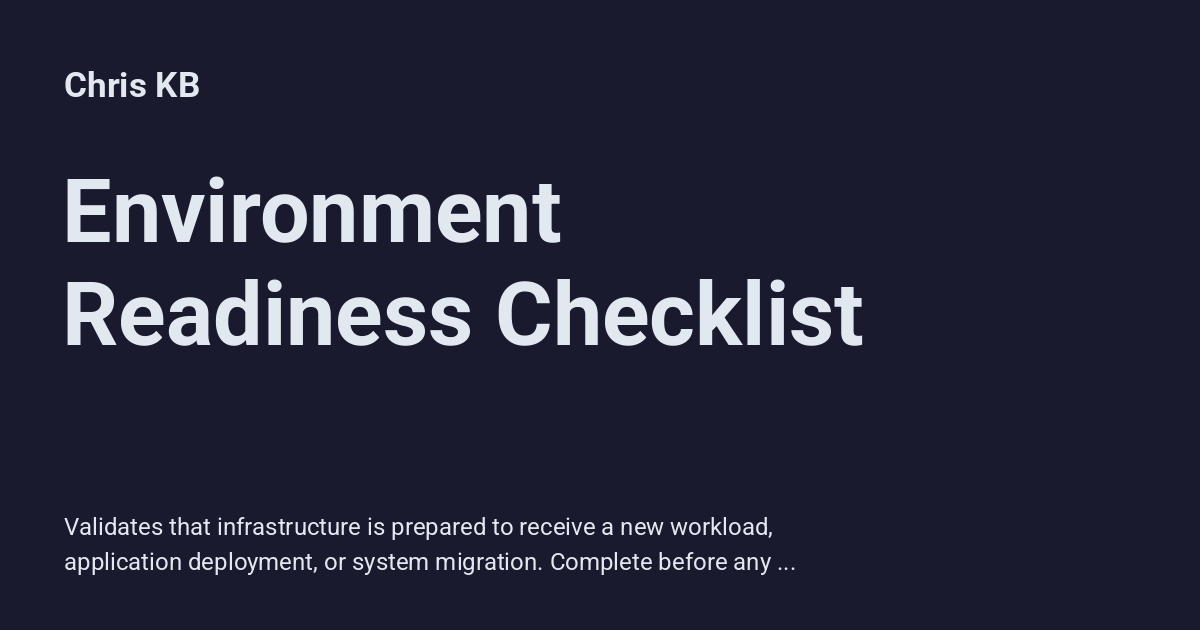 Chris KB
Environment
Readiness Checklist
Validates that infrastructure is prepared to receive a new workload,
application deployment, or system migration. Complete before any ...